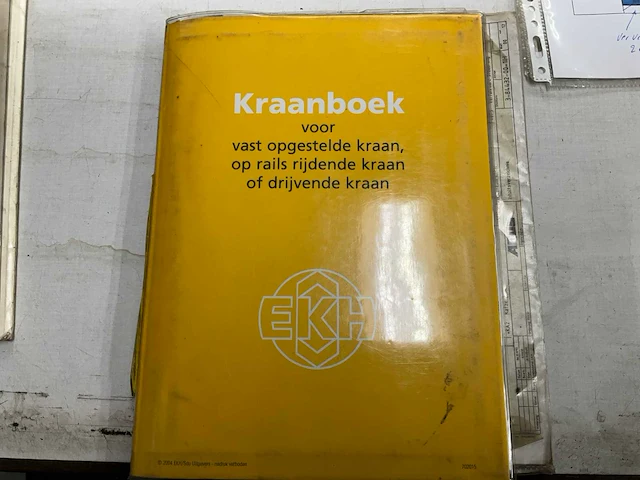 Kraanboek
voor
vast opgestelde kraan,
op rails rijdende kraan
of drijvende kraan
EKH